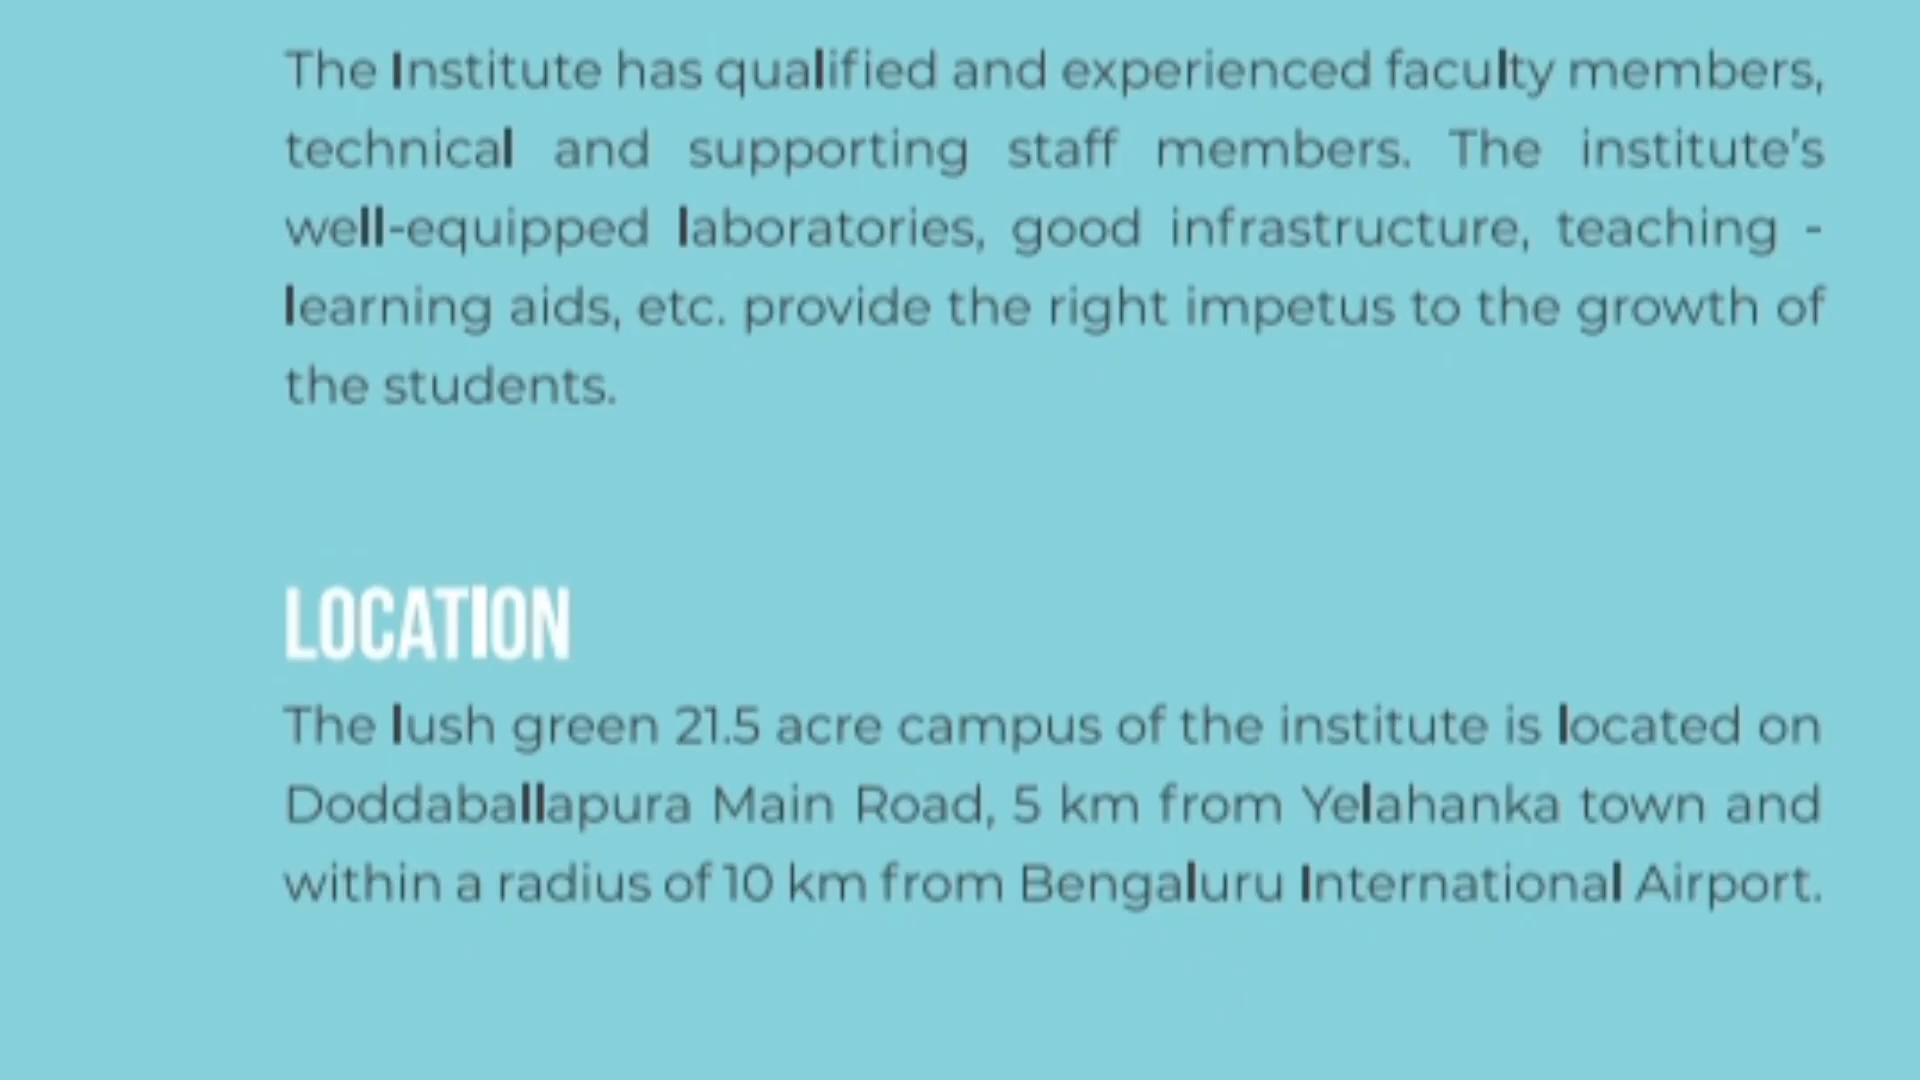 The Institute has qualified and experienced faculty members,
technical and supporting staff members. The institute's
well-equipped laboratories, good infrastructure, teaching -
learning aids, etc. provide the right impetus to the growth of
the students.
LOCATION
The lush green 21.5 acre campus of the institute is located on
Doddaballapura Main Road, 5 km from Yelahanka town and
within a radius of 10 km from Bengaluru International Airport.